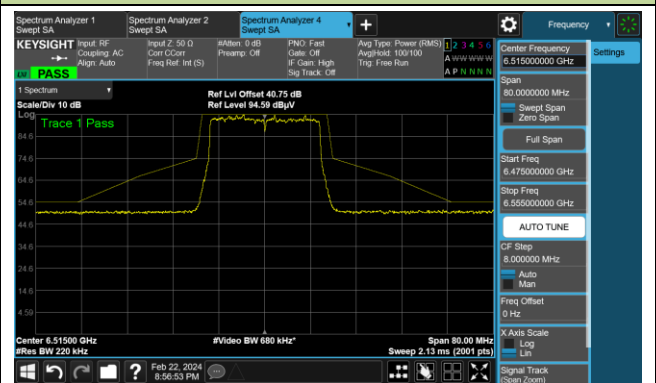 Spectrum Analyzer 1
Swept SA
Spectrum Analyzer 2
Swept SA
Spectrum Analyzer 4
Swept SA
Frequency
KEYSIGHT
Input: RF
Coupling: AC
Align: Auto
Input Z: 50 Ω
Corr CCorr
Freq Ref: Int (S)
#Atten: 0 dB
Preamp: Off
PNO: Fast
Gate: Off
IF Gain: High
Sig Track: Off
Avg Type: Power (RMS)
Avg|Hold: 100/100
Trig: Free Run
1 2 3 4 5 6
A W W W W W
A P N N N N
PASS
1 Spectrum
Scale/Div 10 dB
Ref Lvl Offset 40.75 dB
Ref Level 94.59 dBµV
Log
Trace 1 Pass
84.6
74.6
64.6
54.6
44.6
34.6
24.6
14.6
4.59
Center 6.51500 GHz
#Res BW 220 kHz
#Video BW 680 kHz*
Span 80.00 MHz
Sweep 2.13 ms (2001 pts)
Feb 22, 2024
8:56:53 PM
Center Frequency
6.515000000 GHz
Settings
Span
80.0000000 MHz
Swept Span
Zero Span
Full Span
Start Freq
6.475000000 GHz
Stop Freq
6.555000000 GHz
AUTO TUNE
CF Step
8.000000 MHz
Auto
Man
Freq Offset
0 Hz
X Axis Scale
Log
Lin
Signal Track
(Span Zoom)